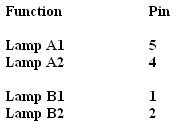 Function Pin
Lamp A1 5
Lamp A2 4
Lamp B1 1
Lamp B2 2